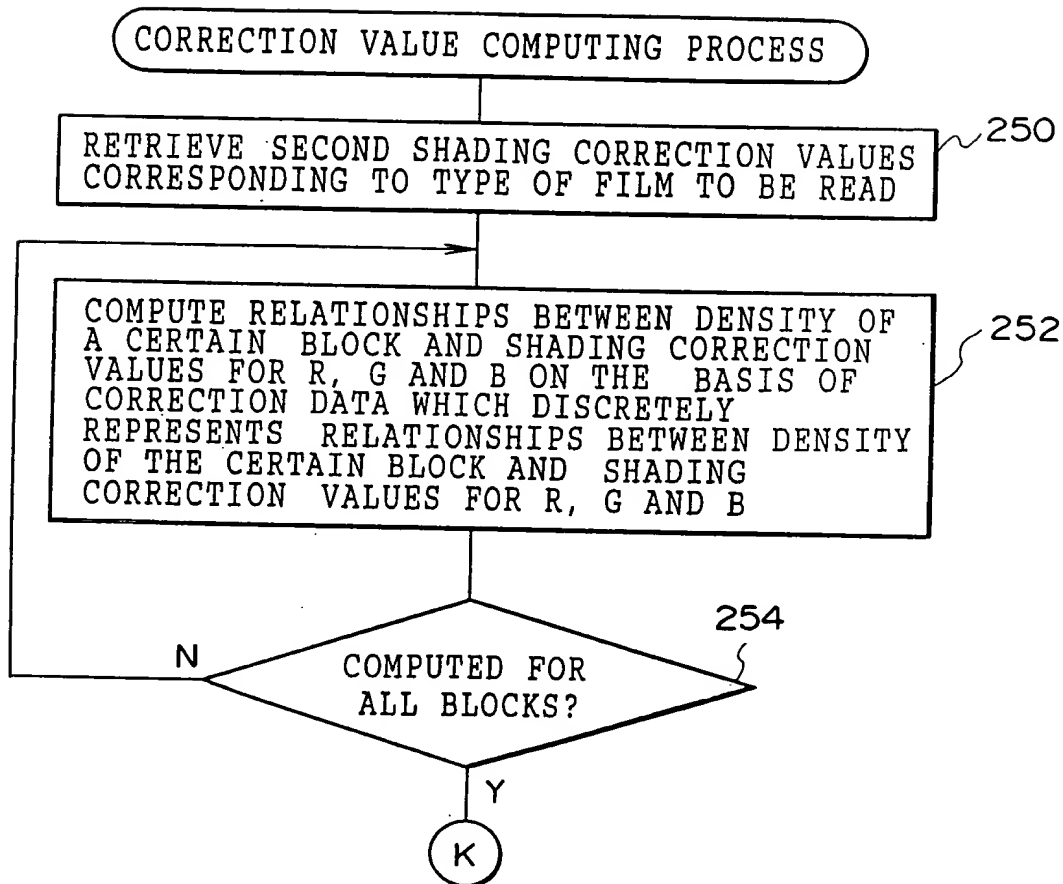 CORRECTION VALUE COMPUTING PROCESS
RETRIEVE SECOND SHADING CORRECTION VALUES
CORRESPONDING TO TYPE OF FILM TO BE READ
250
COMPUTE RELATIONSHIPS BETWEEN DENSITY OF
A CERTAIN BLOCK AND SHADING CORRECTION
VALUES FOR R, G AND B ON THE BASIS OF
CORRECTION DATA WHICH DISCRETELY
REPRESENTS RELATIONSHIPS BETWEEN DENSITY
OF THE CERTAIN BLOCK AND SHADING
CORRECTION VALUES FOR R, G AND B
252
254
N
COMPUTED FOR
ALL BLOCKS?
Y
K